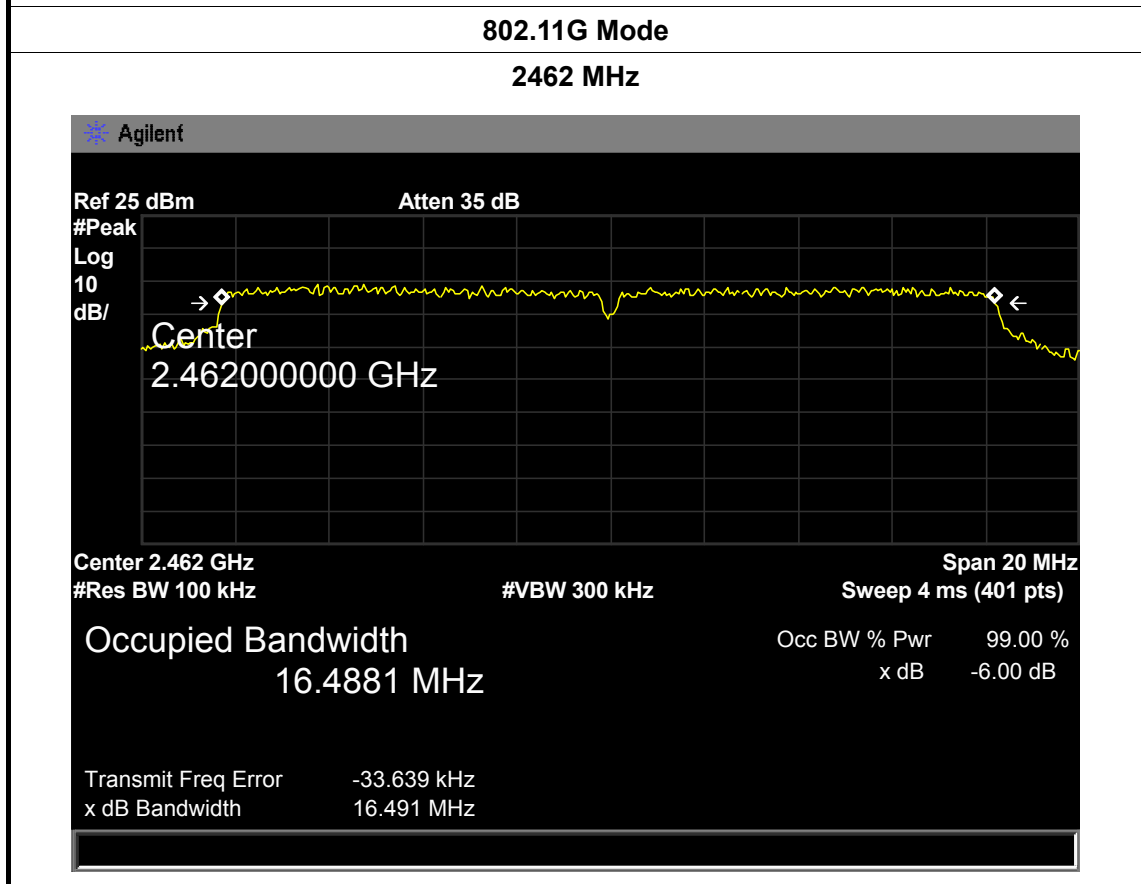 802.11G Mode
2462 MHz
Agilent
Ref 25 dBm Atten 35 dB
#Peak
Log
10
dB/
Center
2.462000000 GHz
Center 2.462 GHz Span 20 MHz
#Res BW 100 kHz #VBW 300 kHz Sweep 4 ms (401 pts)
Occupied Bandwidth Occ BW % Pwr 99.00 %
16.4881 MHz x dB -6.00 dB
Transmit Freq Error -33.639 kHz
x dB Bandwidth 16.491 MHz